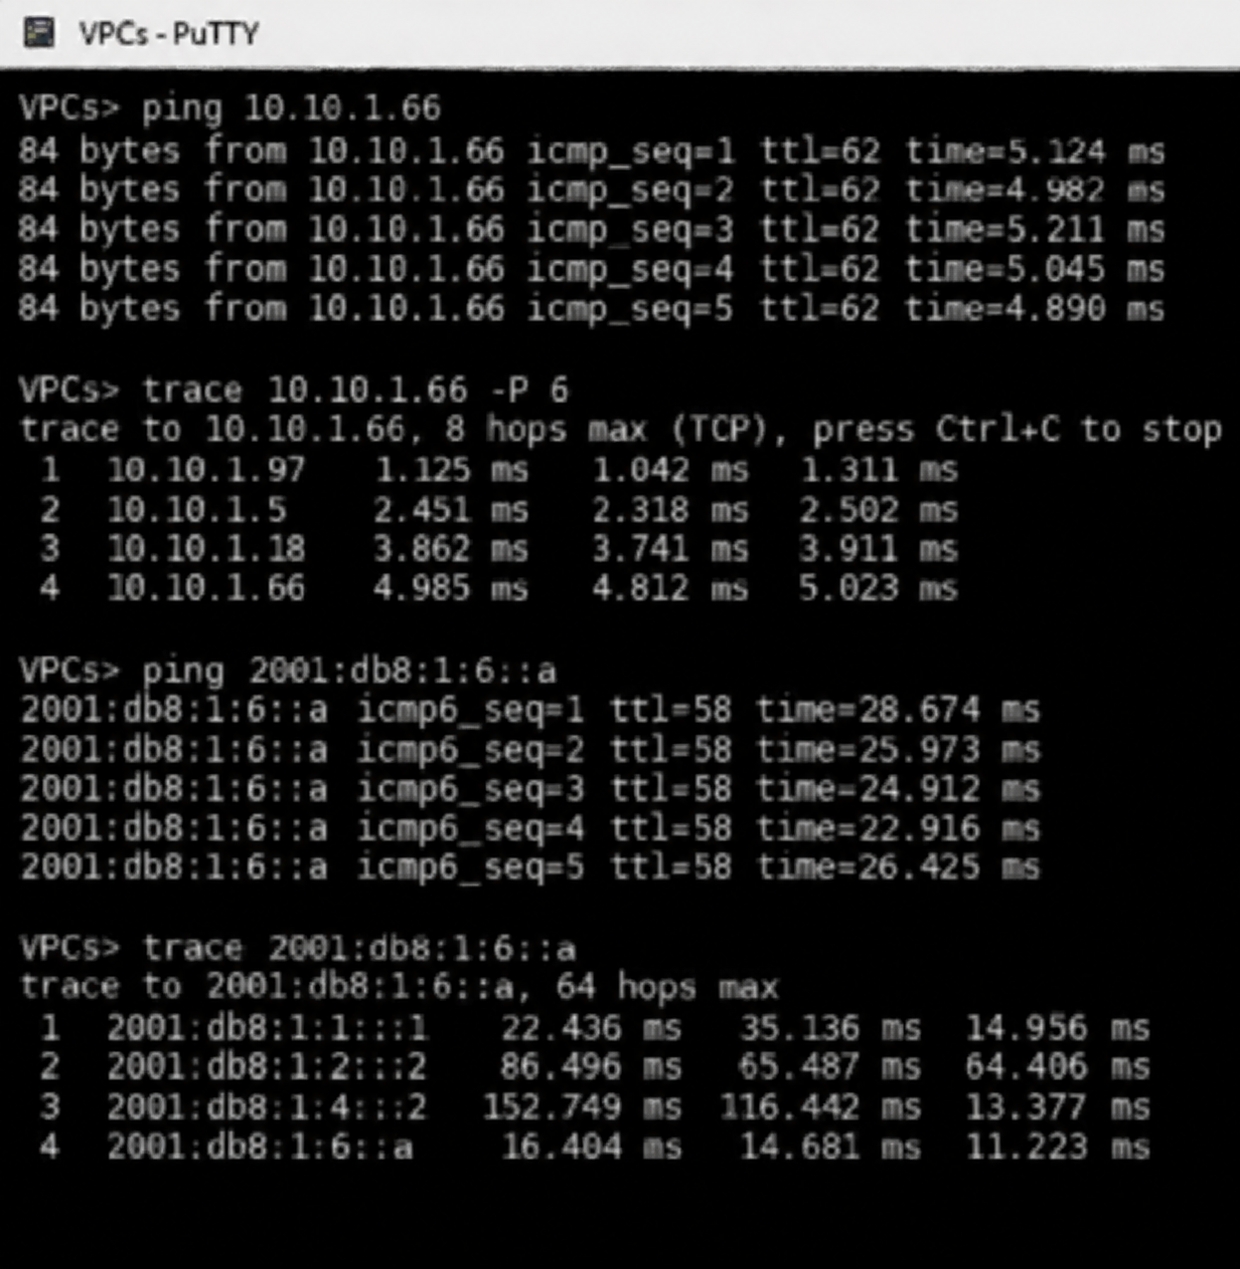 VPCs - PuTTY
VPCs> ping 10.10.1.66
84 bytes from 10.10.1.66 icmp_seq=1 ttl=62 time=5.124 ms
84 bytes from 10.10.1.66 icmp_seq=2 ttl=62 time=4.982 ms
84 bytes from 10.10.1.66 icmp_seq=3 ttl=62 time=5.211 ms
84 bytes from 10.10.1.66 icmp_seq=4 ttl=62 time=5.045 ms
84 bytes from 10.10.1.66 icmp_seq=5 ttl=62 time=4.890 ms
VPCs> trace 10.10.1.66 -P 6
trace to 10.10.1.66, 8 hops max (TCP), press Ctrl+C to stop
1 10.10.1.97 1.125 ms 1.042 ms 1.311 ms
2 10.10.1.5 2.451 ms 2.318 ms 2.502 ms
3 10.10.1.18 3.862 ms 3.741 ms 3.911 ms
4 10.10.1.66 4.985 ms 4.812 ms 5.023 ms
VPCs> ping 2001:db8:1:6::a
2001:db8:1:6::a icmp6_seq=1 ttl=58 time=28.674 ms
2001:db8:1:6::a icmp6_seq=2 ttl=58 time=25.973 ms
2001:db8:1:6::a icmp6_seq=3 ttl=58 time=24.912 ms
2001:db8:1:6::a icmp6_seq=4 ttl=58 time=22.916 ms
2001:db8:1:6::a icmp6_seq=5 ttl=58 time=26.425 ms
VPCs> trace 2001:db8:1:6::a
trace to 2001:db8:1:6::a, 64 hops max
1 2001:db8:1:1:::1 22.436 ms 35.136 ms 14.956 ms
2 2001:db8:1:2:::2 86.496 ms 65.487 ms 64.406 ms
3 2001:db8:1:4:::2 152.749 ms 116.442 ms 13.377 ms
4 2001:db8:1:6::a 16.404 ms 14.681 ms 11.223 ms